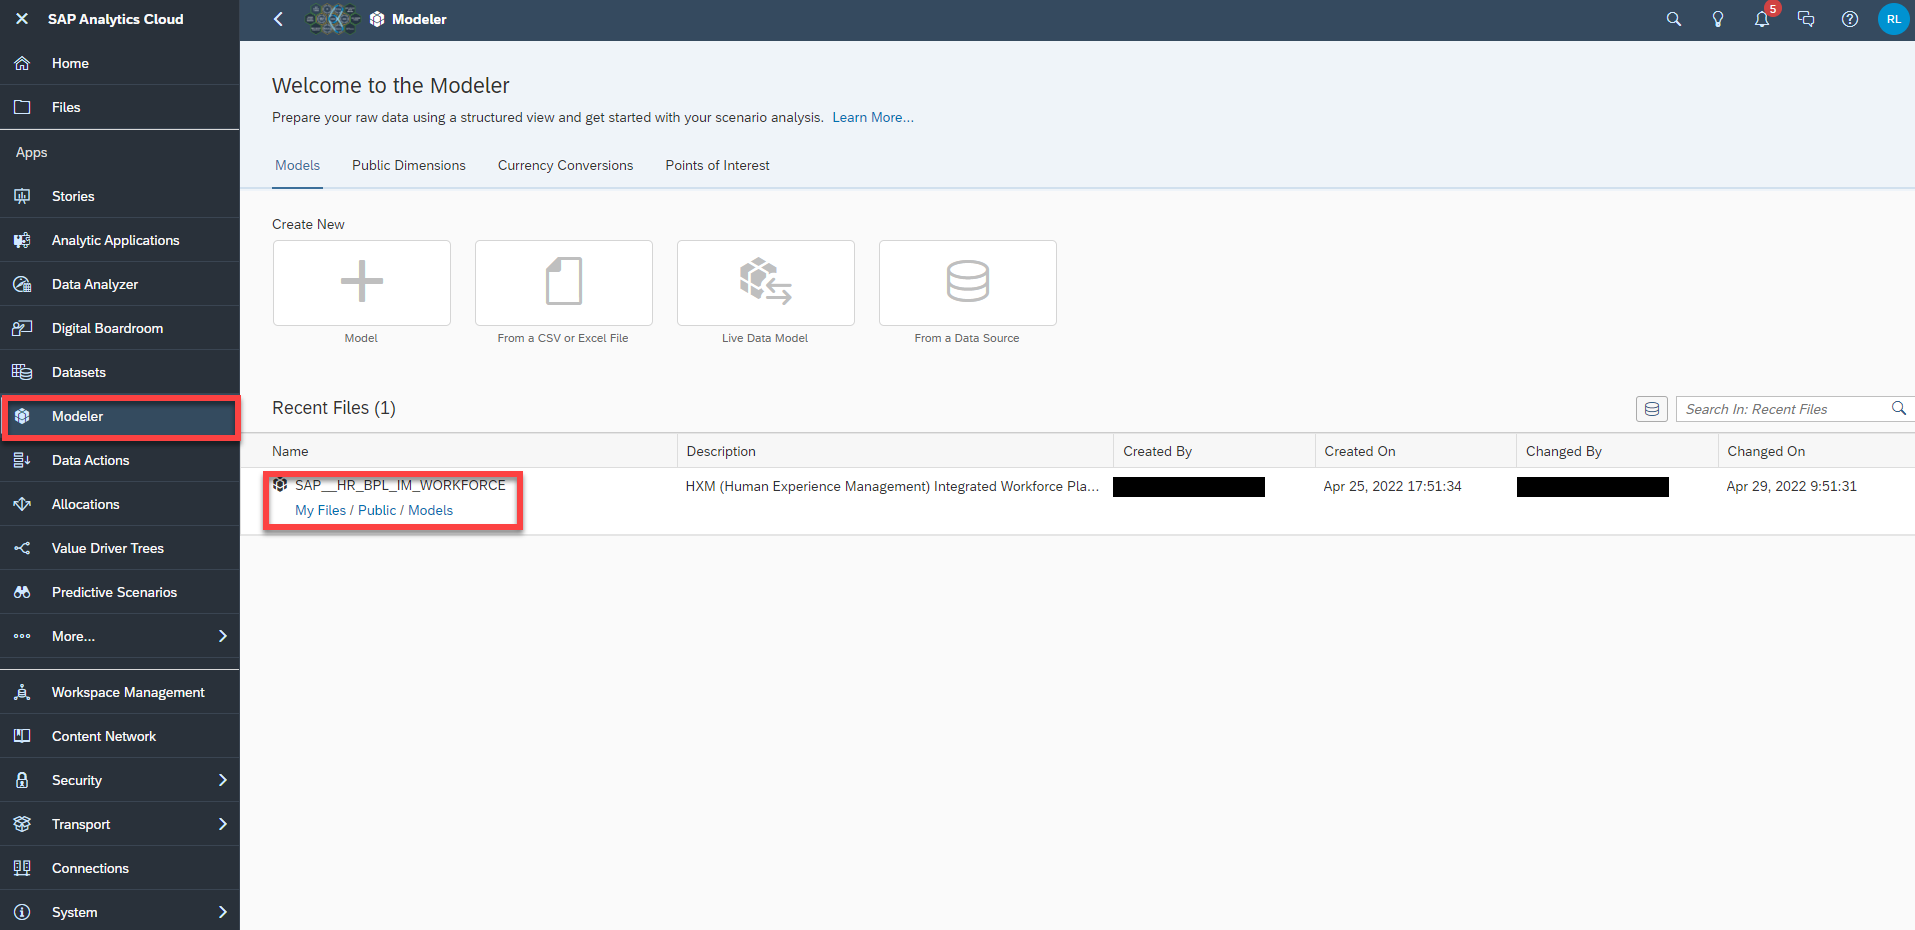 SAP Analytics Cloud
Modeler
5
RL
Home
Files
Apps
Stories
Analytic Applications
Data Analyzer
Digital Boardroom
Datasets
Modeler
Data Actions
Allocations
Value Driver Trees
Predictive Scenarios
More...
Workspace Management
Content Network
Security
Transport
Connections
System
Welcome to the Modeler
Prepare your raw data using a structured view and get started with your scenario analysis. Learn More...
Models Public Dimensions Currency Conversions Points of Interest
Create New
Model From a CSV or Excel File Live Data Model From a Data Source
Recent Files (1)
Search In: Recent Files
Name Description Created By Created On Changed By Changed On
SAP__HR_BPL_IM_WORKFORCE HXM (Human Experience Management) Integrated Workforce Pla... Apr 25, 2022 17:51:34 Apr 29, 2022 9:51:31
My Files / Public / Models